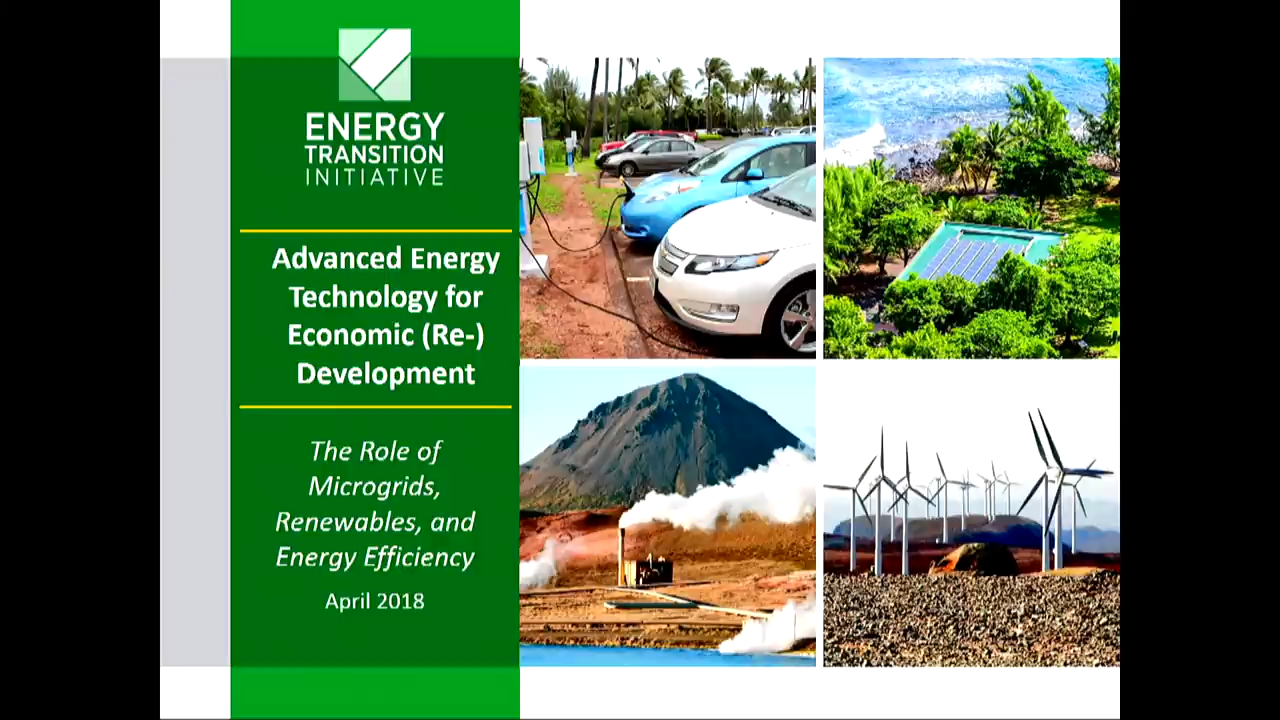 ENERGY
TRANSITION
INITIATIVE
Advanced Energy
Technology for
Economic (Re-)
Development
The Role of
Microgrids,
Renewables, and
Energy Efficiency
April 2018